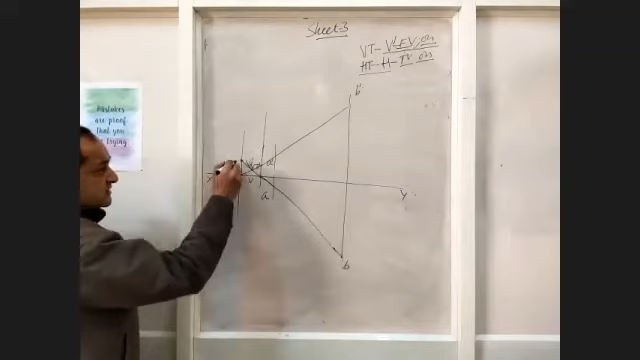 Sheet-3
VT- V-FV, on
HT- H-TV, on
b'
X
v
a
Y
b
Mistakes
are proof
that you
are trying